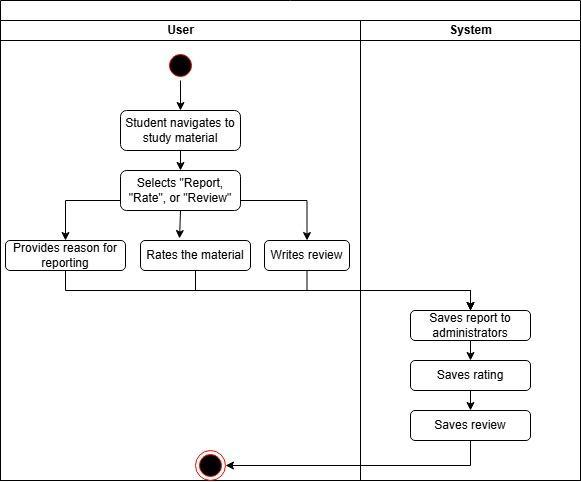 User
System
Student navigates to
study material
Selects "Report,
"Rate", or "Review"
Provides reason for
reporting
Rates the material
Writes review
Saves report to
administrators
Saves rating
Saves review